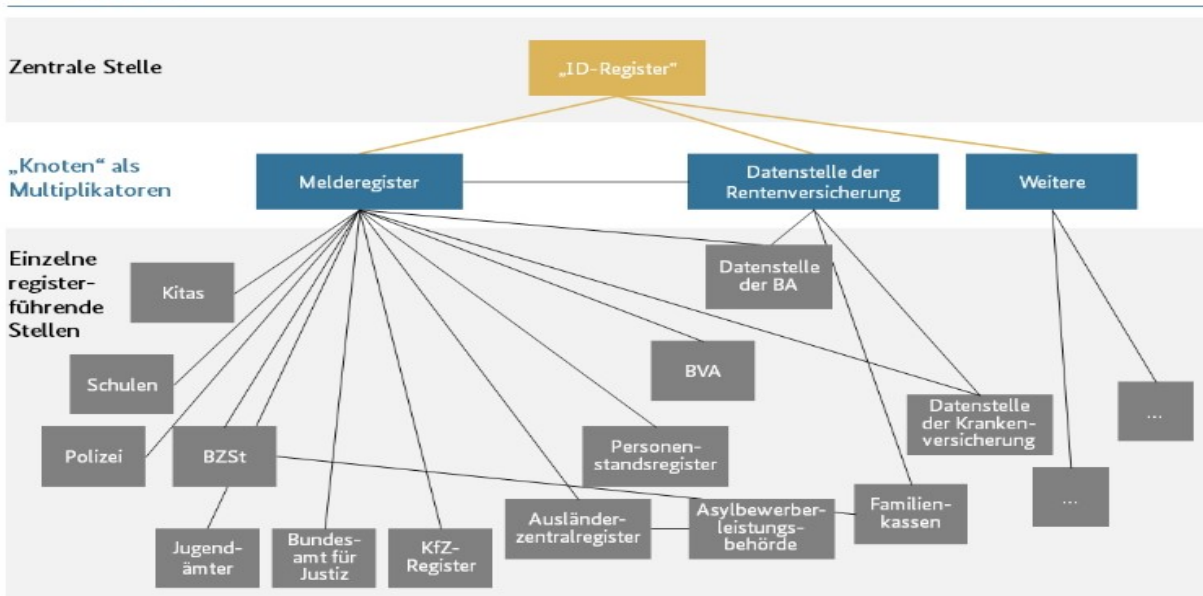 Zentrale Stelle
„ID-Register“
„Knoten“ als
Multiplikatoren
Melderegister
Datenstelle der
Rentenversicherung
Weitere
Einzelne
register-
führende
Stellen
Kitas
Datenstelle
der BA
Schulen
BVA
...
Datenstelle
der Kranken-
versicherung
Polizei
BZSt
Personen-
standsregister
...
Jugend-
ämter
Bundes-
amt für
Justiz
KfZ-
Register
Ausländer-
zentralregister
Asylbewerber-
leistungs-
behörde
Familien-
kassen